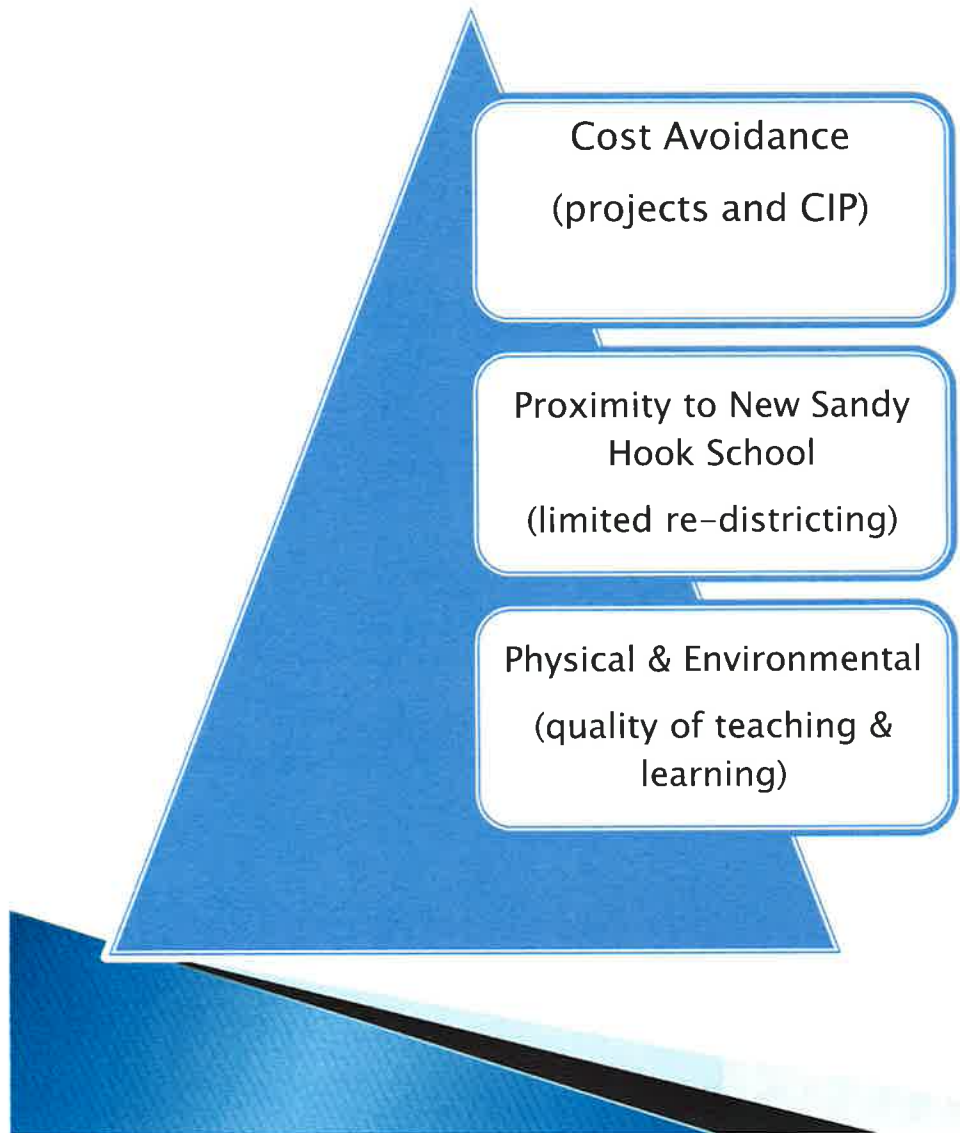 Cost Avoidance
(projects and CIP)
Proximity to New Sandy
Hook School
(limited re-districting)
Physical & Environmental
(quality of teaching &
learning)